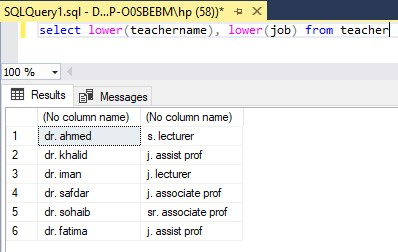 SQLQuery1.sql - D...P-O0SBEBM\hp (58))*
select lower(teachername), lower(job) from teacher
100 %
Results Messages
(No column name) (No column name)
1 dr. ahmed s. lecturer
2 dr. khalid j. assist prof
3 dr. iman j. lecturer
4 dr. safdar j. associate prof
5 dr. sohaib sr. associate prof
6 dr. fatima j. assist prof